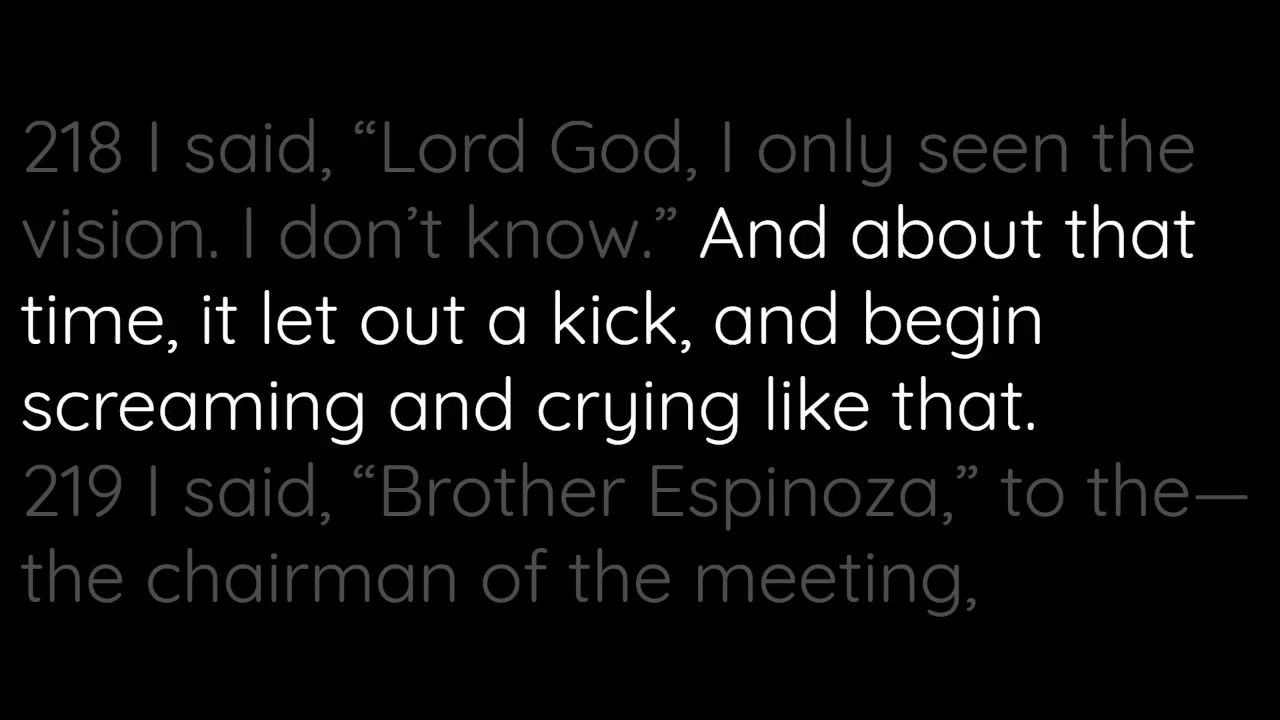 218 I said, “Lord God, I only seen the
vision. I don’t know.” And about that
time, it let out a kick, and begin
screaming and crying like that.
219 I said, “Brother Espinoza,” to the—
the chairman of the meeting,